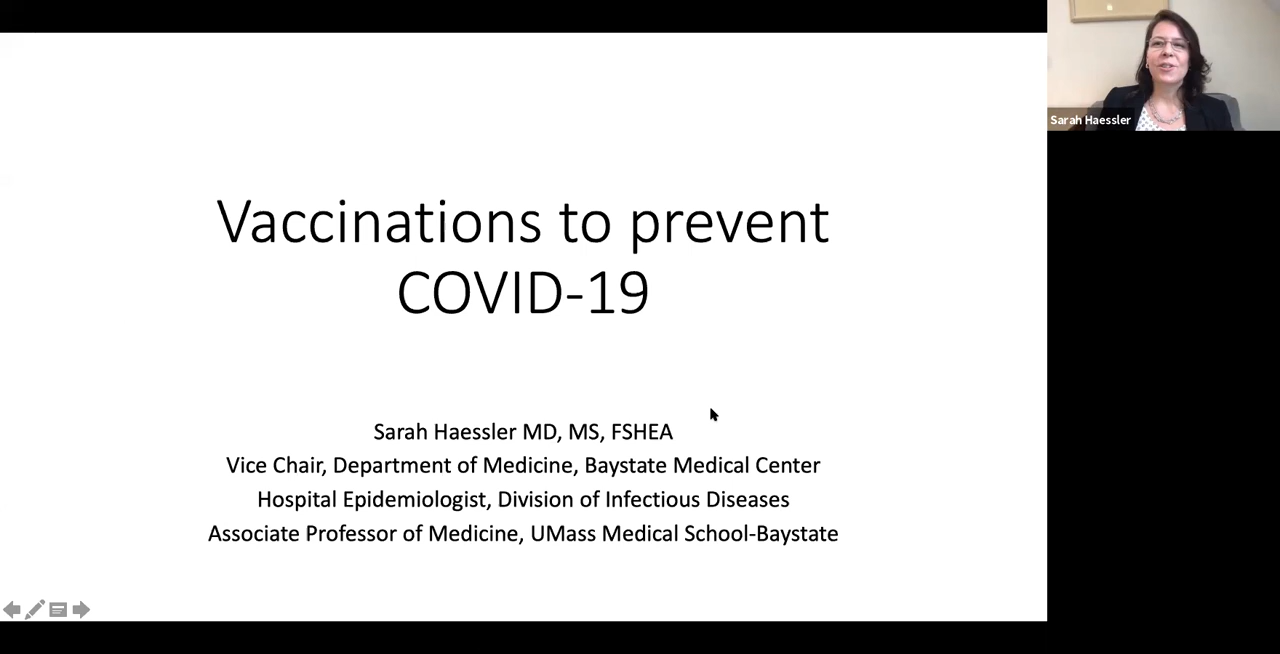 Vaccinations to prevent
COVID-19
Sarah Haessler MD, MS, FSHEA
Vice Chair, Department of Medicine, Baystate Medical Center
Hospital Epidemiologist, Division of Infectious Diseases
Associate Professor of Medicine, UMass Medical School-Baystate
Sarah Haessler